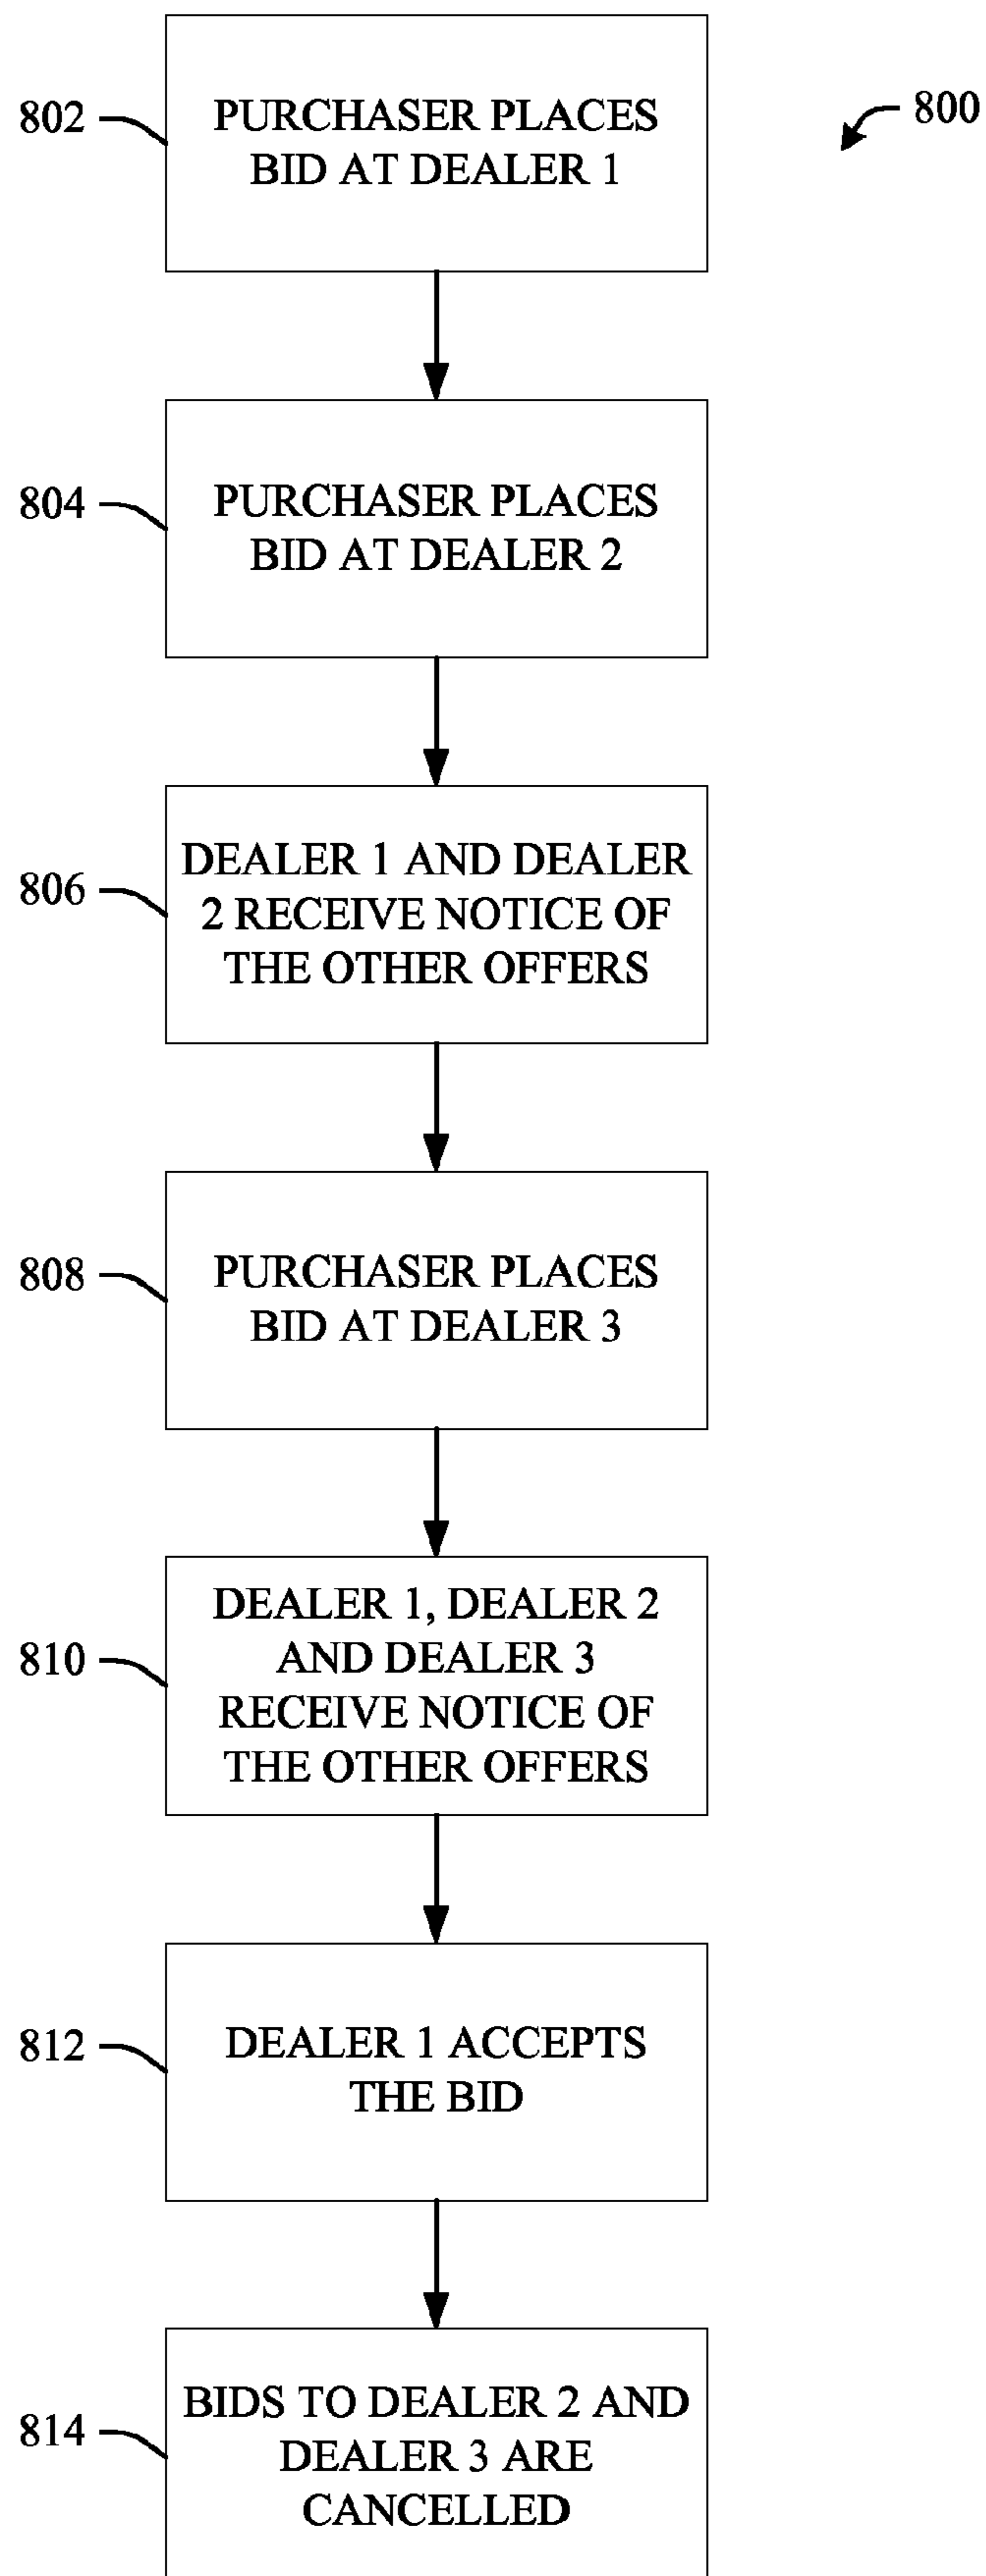 800
802
PURCHASER PLACES
BID AT DEALER 1
804
PURCHASER PLACES
BID AT DEALER 2
806
DEALER 1 AND DEALER
2 RECEIVE NOTICE OF
THE OTHER OFFERS
808
PURCHASER PLACES
BID AT DEALER 3
810
DEALER 1, DEALER 2
AND DEALER 3
RECEIVE NOTICE OF
THE OTHER OFFERS
812
DEALER 1 ACCEPTS
THE BID
814
BIDS TO DEALER 2 AND
DEALER 3 ARE
CANCELLED